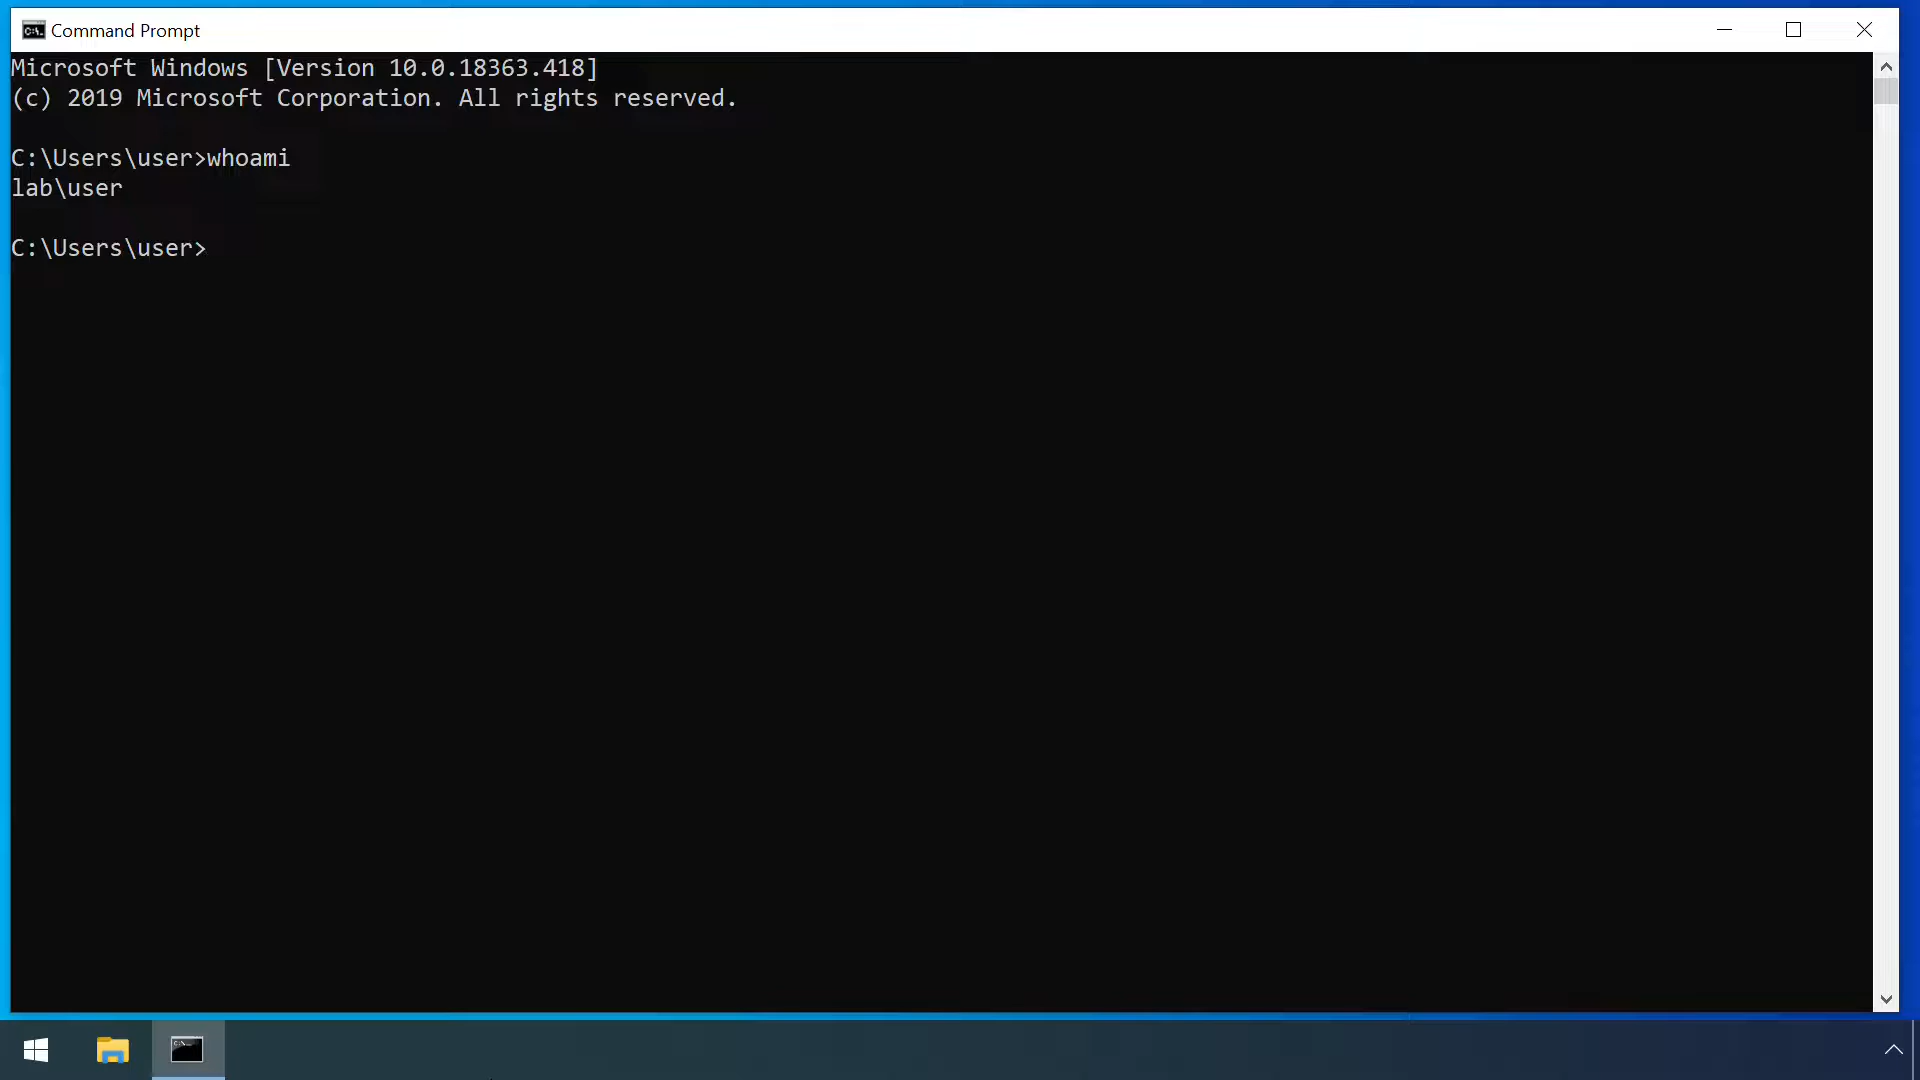 Command Prompt
Microsoft Windows [Version 10.0.18363.418]
(c) 2019 Microsoft Corporation. All rights reserved.
C:\Users\user>whoami
lab\user
C:\Users\user>